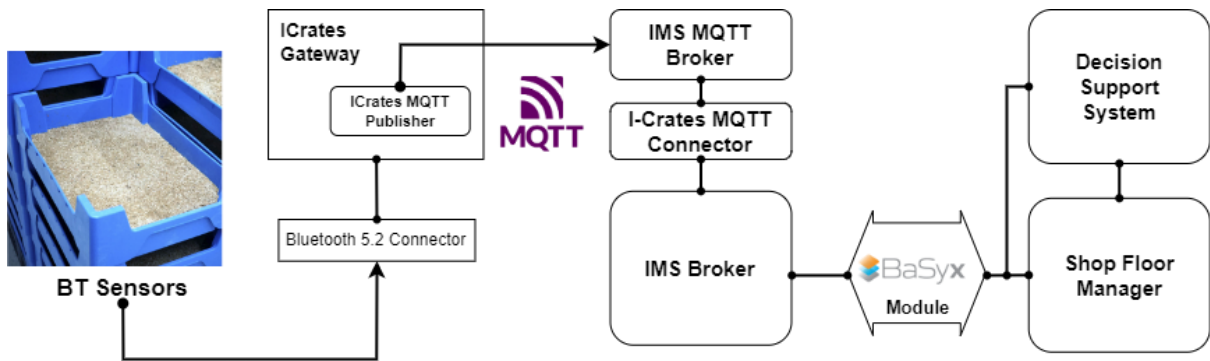 BT Sensors
ICrates
Gateway
ICrates MQTT
Publisher
Bluetooth 5.2 Connector
MQTT
IMS MQTT
Broker
I-Crates MQTT
Connector
IMS Broker
BaSyx
Module
Decision
Support
System
Shop Floor
Manager